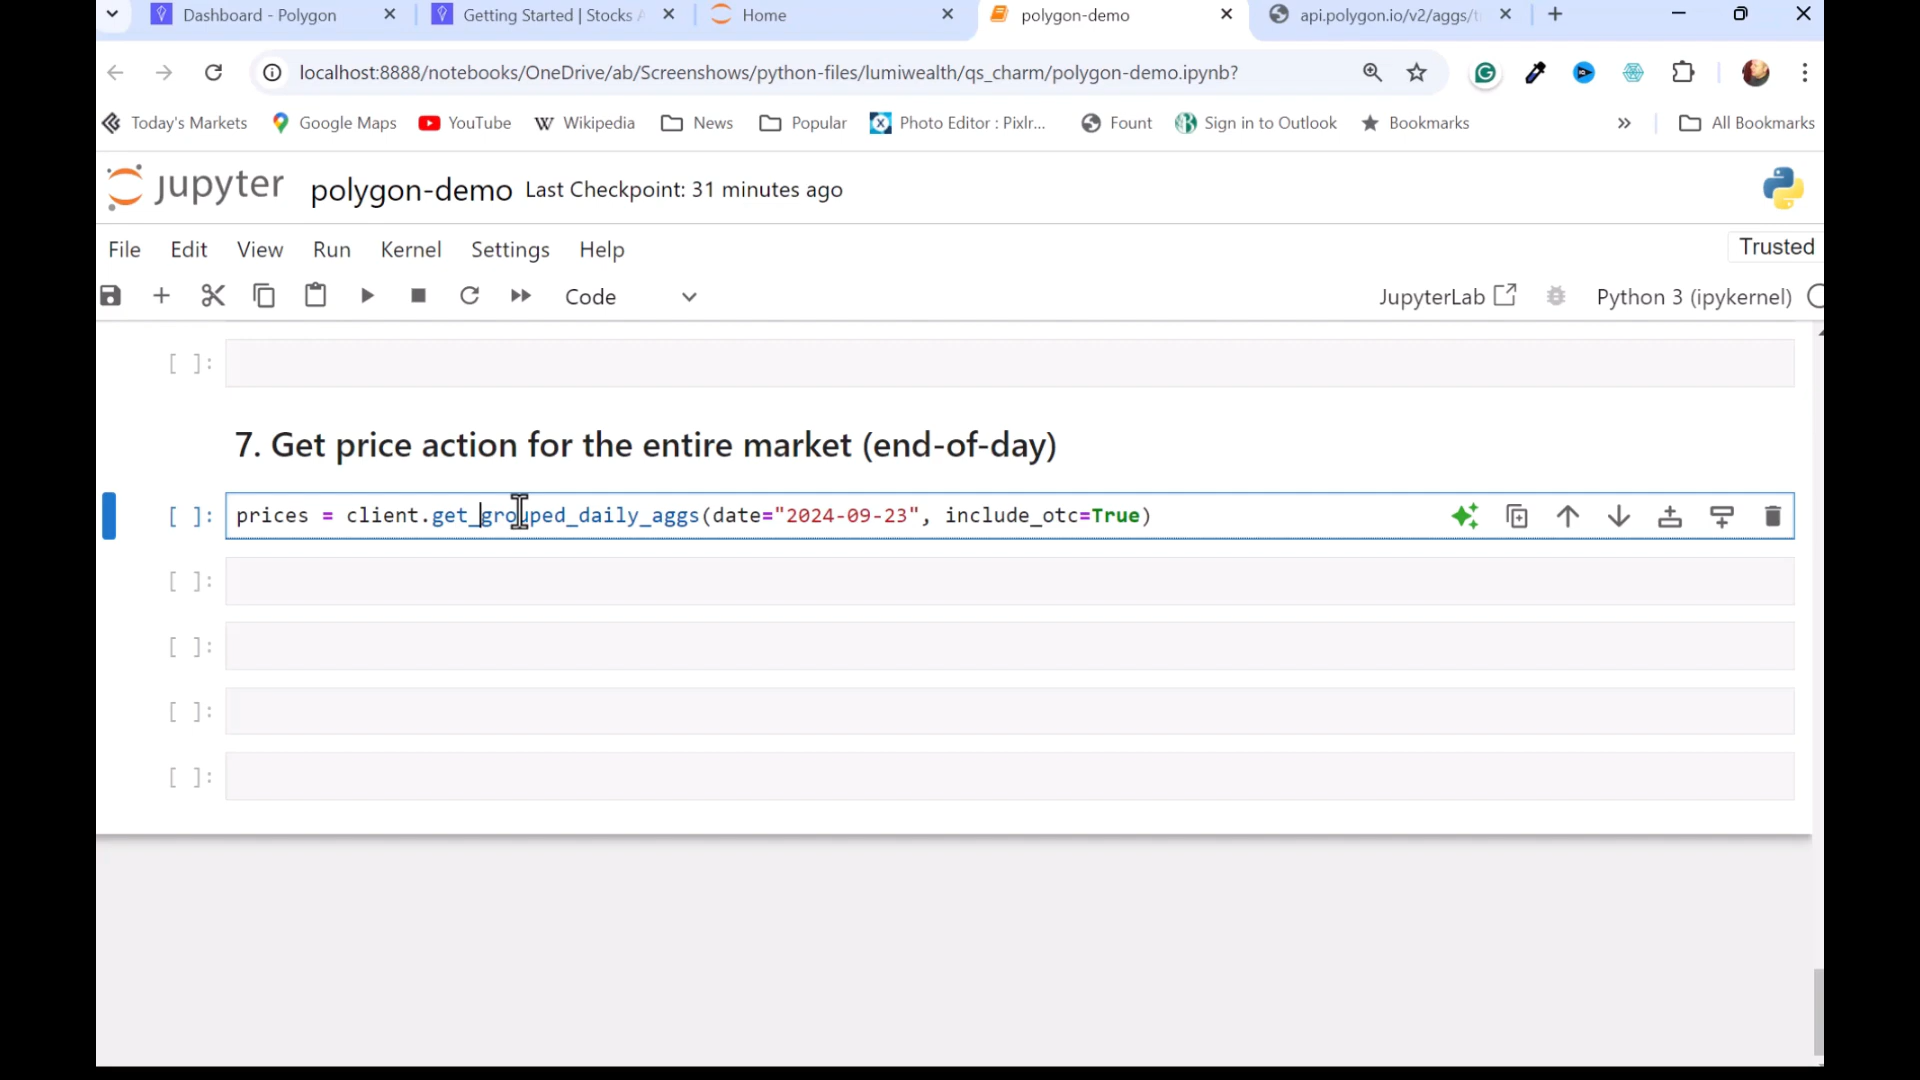 Dashboard - Polygon
Getting Started | Stocks
Home
polygon-demo
api.polygon.io/v2/aggs/
localhost:8888/notebooks/OneDrive/ab/Screenshows/python-files/lumiwealth/qs_charm/polygon-demo.ipynb?
Today's Markets
Google Maps
YouTube
Wikipedia
News
Popular
Photo Editor : Pixlr...
Fount
Sign in to Outlook
Bookmarks
All Bookmarks
jupyter
polygon-demo
Last Checkpoint: 31 minutes ago
File
Edit
View
Run
Kernel
Settings
Help
Trusted
Code
JupyterLab
Python 3 (ipykernel)
[ ]:
7. Get price action for the entire market (end-of-day)
[ ]: prices = client.get_grouped_daily_aggs(date="2024-09-23", include_otc=True)
[ ]:
[ ]:
[ ]:
[ ]: